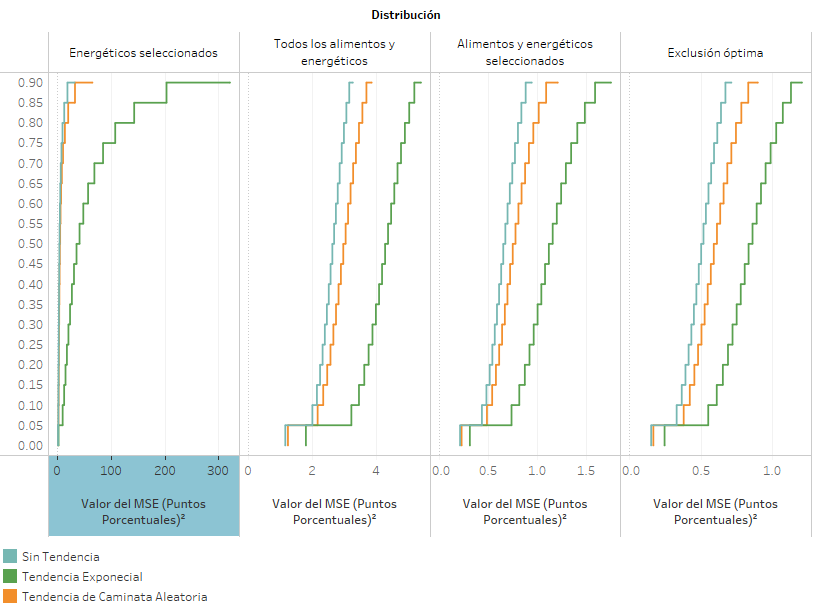 Distribución
Energéticos seleccionados
Todos los alimentos y
energéticos
Alimentos y energéticos
seleccionados
Exclusión óptima
0.90
0.85
0.80
0.75
0.70
0.65
0.60
0.55
0.50
0.45
0.40
0.35
0.30
0.25
0.20
0.15
0.10
0.05
0.00
0 100 200 300
0 2 4
0.0 0.5 1.0 1.5
0.0 0.5 1.0
Valor del MSE (Puntos
Porcentuales)²
Valor del MSE (Puntos
Porcentuales)²
Valor del MSE (Puntos
Porcentuales)²
Valor del MSE (Puntos
Porcentuales)²
Sin Tendencia
Tendencia Exponecial
Tendencia de Caminata Aleatoria